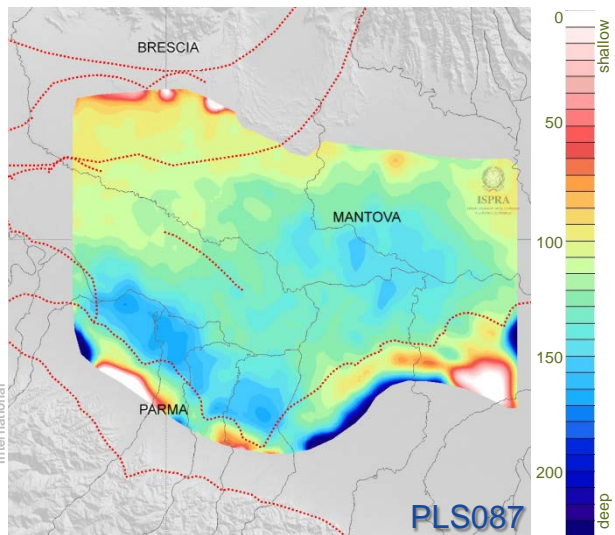 BRESCIA
MANTOVA
PARMA
ISPRA
PLS087
International
0
50
100
150
200
shallow
deep